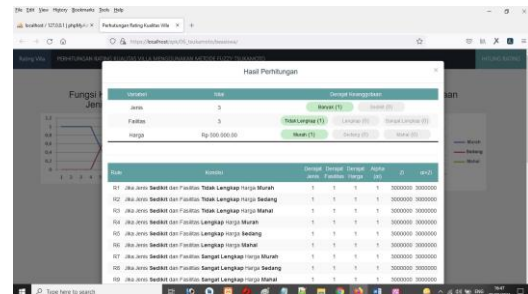 File Edit View History Bookmarks Tools Help
Perhitungan Rating Kualitas Villa
Rating Villa
Hasil Perhitungan
Variabel Nilai Derajat Keanggotaan
Jenis 3 Banyak (1) Sedikit (0)
Fasilitas 3 Tidak Lengkap (1) Lengkap (0) Sangat Lengkap (0)
Harga Rp 500.000,00 Murah (1) Sedang (0) Mahal (0)
Fungsi
Jen
Murah
Sedang
Mahal
Rule Kondisi Derajat Jenis Derajat Fasilitas Derajat Harga Alpha Zi
R1 Jika Jenis Sedikit dan Fasilitas Tidak Lengkap Harga Murah 1 1 1 1 3000000 3000000
R2 Jika Jenis Sedikit dan Fasilitas Tidak Lengkap Harga Sedang 1 1 1 1 3000000 3000000
R3 Jika Jenis Sedikit dan Fasilitas Tidak Lengkap Harga Mahal 1 1 1 1 3000000 3000000
R4 Jika Jenis Sedikit dan Fasilitas Lengkap Harga Murah 1 1 1 1 3000000 3000000
R5 Jika Jenis Sedikit dan Fasilitas Lengkap Harga Sedang 1 1 1 1 3000000 3000000
R6 Jika Jenis Sedikit dan Fasilitas Lengkap Harga Mahal 1 1 1 1 3000000 3000000
R7 Jika Jenis Sedikit dan Fasilitas Sangat Lengkap Harga Murah 1 1 1 1 3000000 3000000
R8 Jika Jenis Sedikit dan Fasilitas Sangat Lengkap Harga Sedang 1 1 1 1 3000000 3000000
R9 Jika Jenis Sedikit dan Fasilitas Sangat Lengkap Harga Mahal 1 1 1 1 3000000 3000000
Type here to search